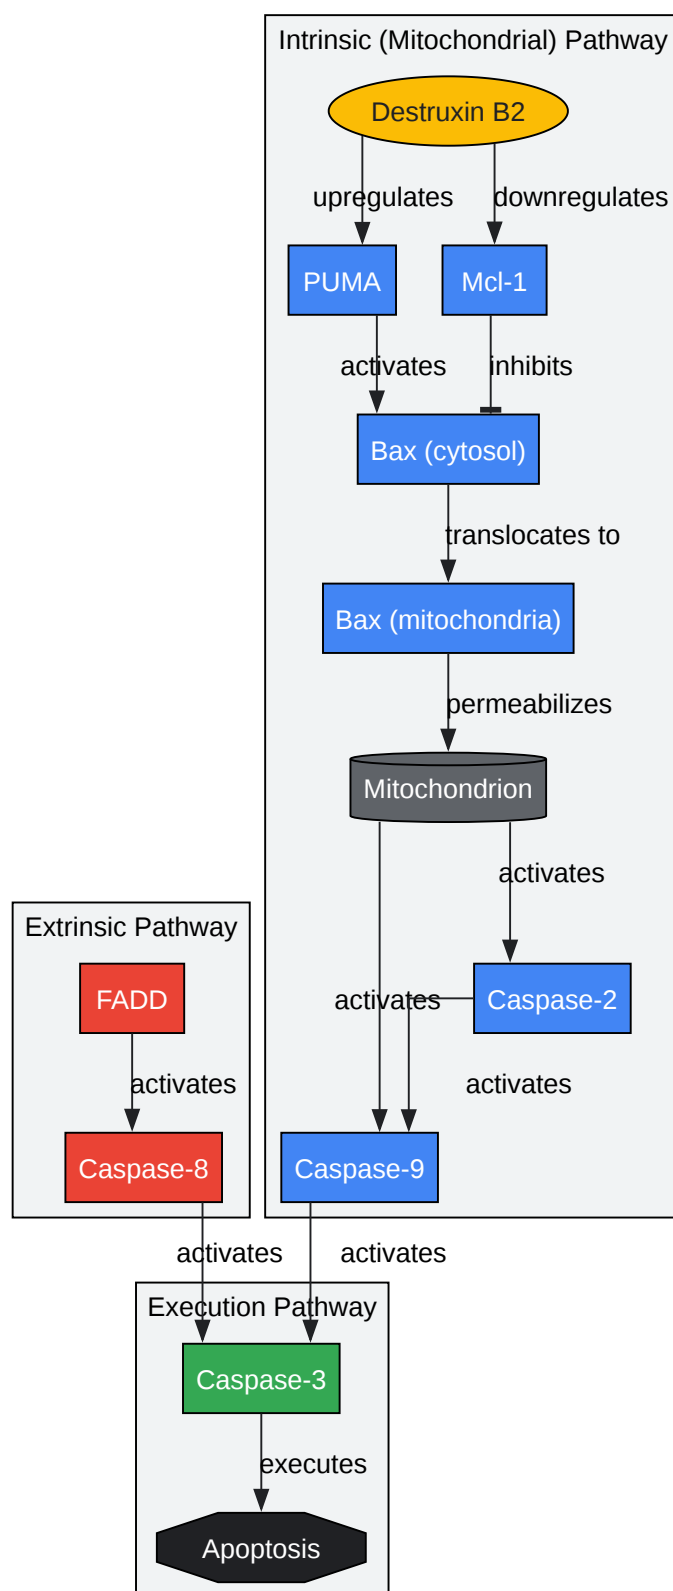 Intrinsic (Mitochondrial) Pathway
Destruxin B2
upregulates
downregulates
PUMA
Mcl-1
activates
inhibits
Bax (cytosol)
translocates to
Bax (mitochondria)
permeabilizes
Mitochondrion
activates
Extrinsic Pathway
FADD
activates
Caspase-2
activates
activates
Caspase-8
Caspase-9
activates
activates
Execution Pathway
Caspase-3
executes
Apoptosis